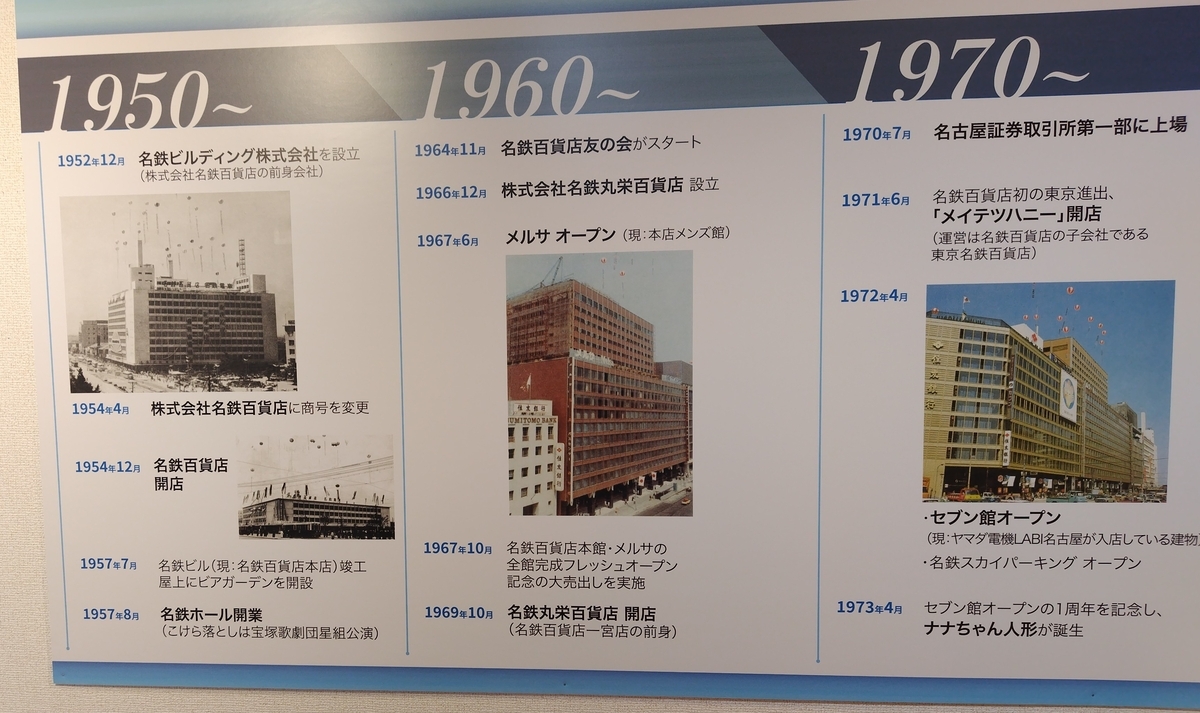 1950~
1952年12月 名鉄ビルディング株式会社を設立
(株式会社名鉄百貨店の前身会社)
1954年4月 株式会社名鉄百貨店に商号を変更
1954年12月 名鉄百貨店
開店
1957年7月 名鉄ビル(現:名鉄百貨店本店)竣工
屋上にビアガーデンを開設
1957年8月 名鉄ホール開業
(こけら落としは宝塚歌劇団星組公演)
1960~
1964年11月 名鉄百貨店友の会がスタート
1966年12月 株式会社名鉄丸栄百貨店 設立
1967年6月 メルサ オープン(現:本店メンズ館)
住友銀行
SUMITOMO BANK
1967年10月 名鉄百貨店本館・メルサの
全館完成フレッシュオープン
記念の大売出しを実施
1969年10月 名鉄丸栄百貨店 開店
(名鉄百貨店一宮店の前身)
1970~
1970年7月 名古屋証券取引所第一部に上場
1971年6月 名鉄百貨店初の東京進出、
「メイテツハニー」開店
(運営は名鉄百貨店の子会社である
東京名鉄百貨店)
1972年4月
・セブン館オープン
(現:ヤマダ電機LABI名古屋が入店している建物)
・名鉄スカイパーキング オープン
1973年4月 セブン館オープンの1周年を記念し、
ナナちゃん人形が誕生